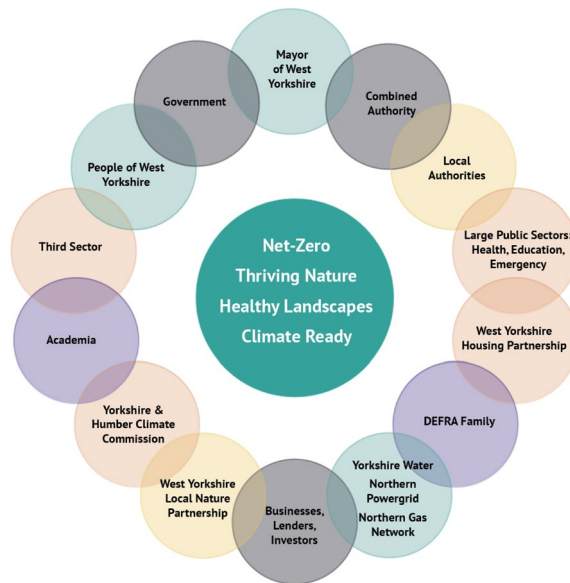 Mayor
of West
Yorkshire
Combined
Authority
Local
Authorities
Large Public Sectors:
Health, Education,
Emergency
West Yorkshire
Housing Partnership
DEFRA Family
Yorkshire Water
Northern
Powergrid
Northern Gas
Network
Businesses,
Lenders,
Investors
West Yorkshire
Local Nature
Partnership
Yorkshire &
Humber Climate
Commission
Academia
Third Sector
People of West
Yorkshire
Government
Net-Zero
Thriving Nature
Healthy Landscapes
Climate Ready